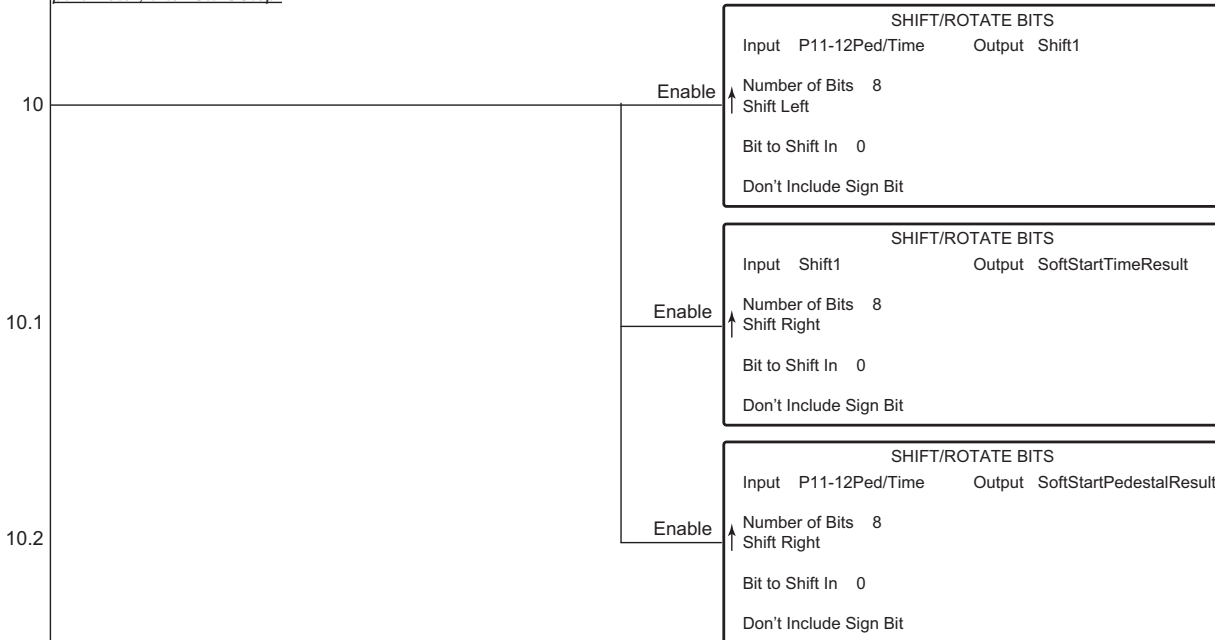 SHIFT/ROTATE BITS
Input P11-12Ped/Time Output Shift1
10
Enable
Number of Bits 8
Shift Left
Bit to Shift In 0
Don't Include Sign Bit
SHIFT/ROTATE BITS
Input Shift1 Output SoftStartTimeResult
10.1
Enable
Number of Bits 8
Shift Right
Bit to Shift In 0
Don't Include Sign Bit
SHIFT/ROTATE BITS
Input P11-12Ped/Time Output SoftStartPedestalResult
10.2
Enable
Number of Bits 8
Shift Right
Bit to Shift In 0
Don't Include Sign Bit